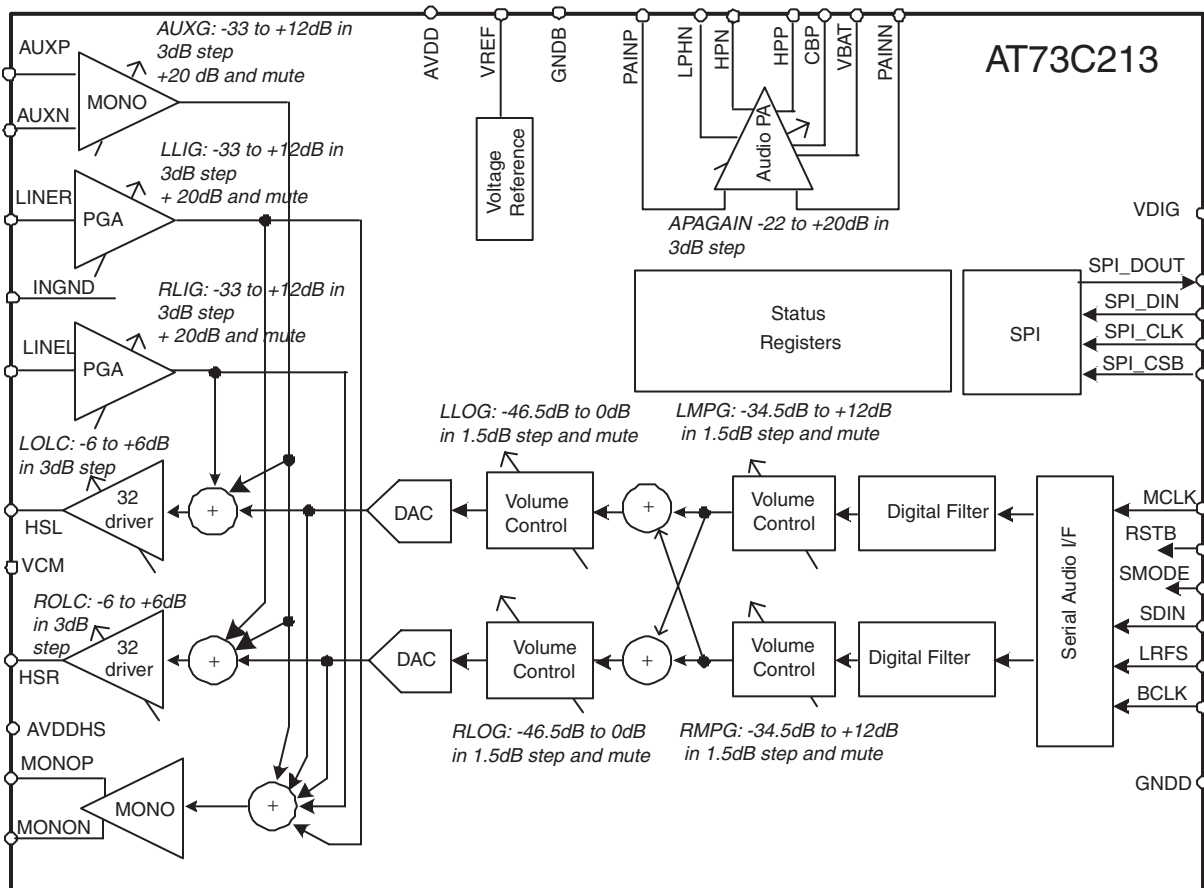 AT73C213
AVDD
VREF
GNDB
PAINP
LPHN
HPN
HPP
CBP
VBAT
PAINN
AUXP
AUXN
MONO
AUXG: -33 to +12dB in
3dB step
+20 dB and mute
LINER
PGA
LLIG: -33 to +12dB in
3dB step
+ 20dB and mute
INGND
LINEL
PGA
RLIG: -33 to +12dB in
3dB step
+ 20dB and mute
Voltage
Reference
Audio PA
APAGAIN -22 to +20dB in
3dB step
Status
Registers
SPI
VDIG
SPI_DOUT
SPI_DIN
SPI_CLK
SPI_CSB
LOLC: -6 to +6dB
in 3dB step
32
driver
HSL
+
DAC
LLOG: -46.5dB to 0dB
in 1.5dB step and mute
Volume
Control
+
LMPG: -34.5dB to +12dB
in 1.5dB step and mute
Volume
Control
Digital Filter
Serial Audio I/F
MCLK
RSTB
SMODE
SDIN
LRFS
BCLK
VCM
ROLC: -6 to +6dB
in 3dB
step
32
driver
HSR
+
DAC
Volume
Control
RLOG: -46.5dB to 0dB
in 1.5dB step and mute
+
Volume
Control
RMPG: -34.5dB to +12dB
in 1.5dB step and mute
Digital Filter
AVDDHS
MONOP
MONON
MONO
+
GNDD